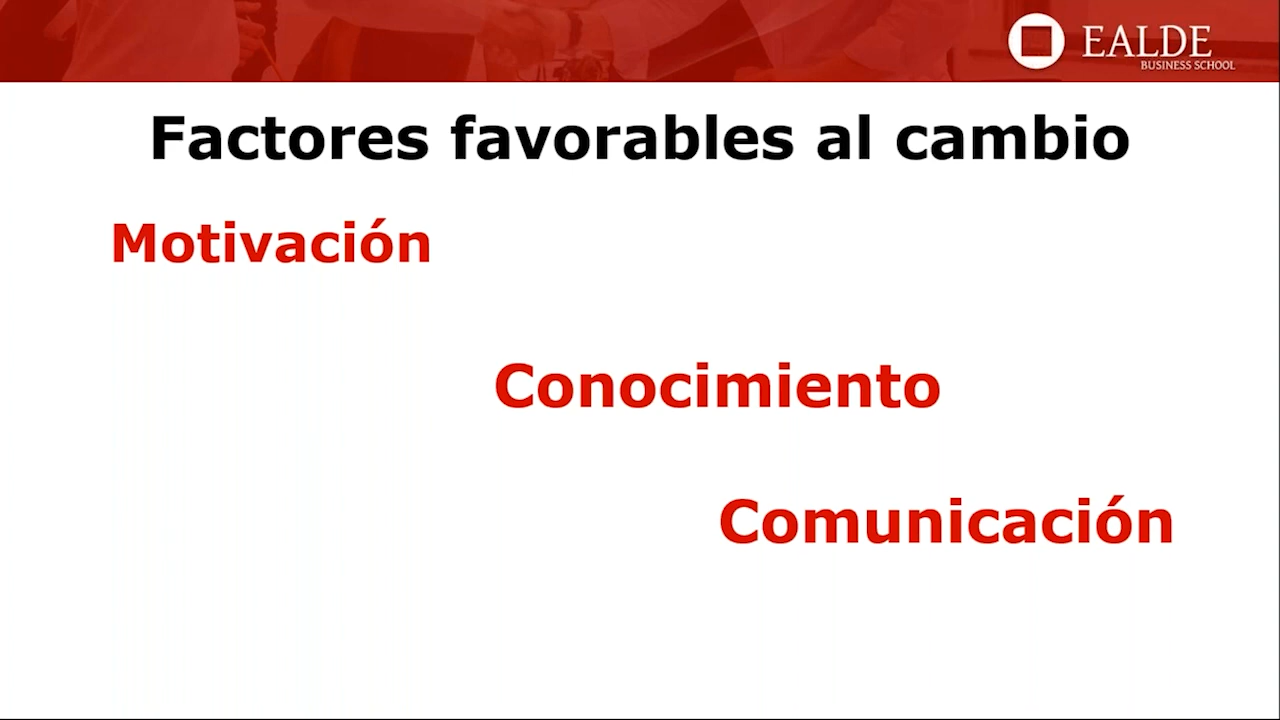 EALDE
BUSINESS SCHOOL
Factores favorables al cambio
Motivación
Conocimiento
Comunicación